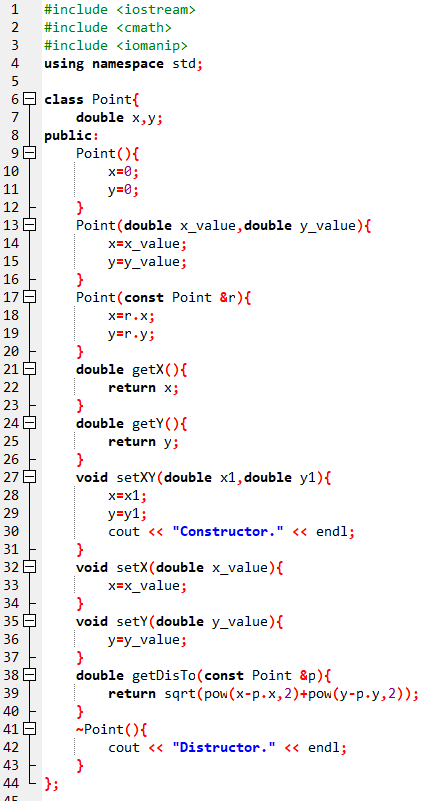 1 #include <iostream>
2 #include <cmath>
3 #include <iomanip>
4 using namespace std;
5
6 class Point{
7     double x,y;
8 public:
9     Point(){
10         x=0;
11         y=0;
12     }
13     Point(double x_value,double y_value){
14         x=x_value;
15         y=y_value;
16     }
17     Point(const Point &r){
18         x=r.x;
19         y=r.y;
20     }
21     double getX(){
22         return x;
23     }
24     double getY(){
25         return y;
26     }
27     void setXY(double x1,double y1){
28         x=x1;
29         y=y1;
30         cout << "Constructor." << endl;
31     }
32     void setX(double x_value){
33         x=x_value;
34     }
35     void setY(double y_value){
36         y=y_value;
37     }
38     double getDisTo(const Point &p){
39         return sqrt(pow(x-p.x,2)+pow(y-p.y,2));
40     }
41     ~Point(){
42         cout << "Distructor." << endl;
43     }
44 };
45